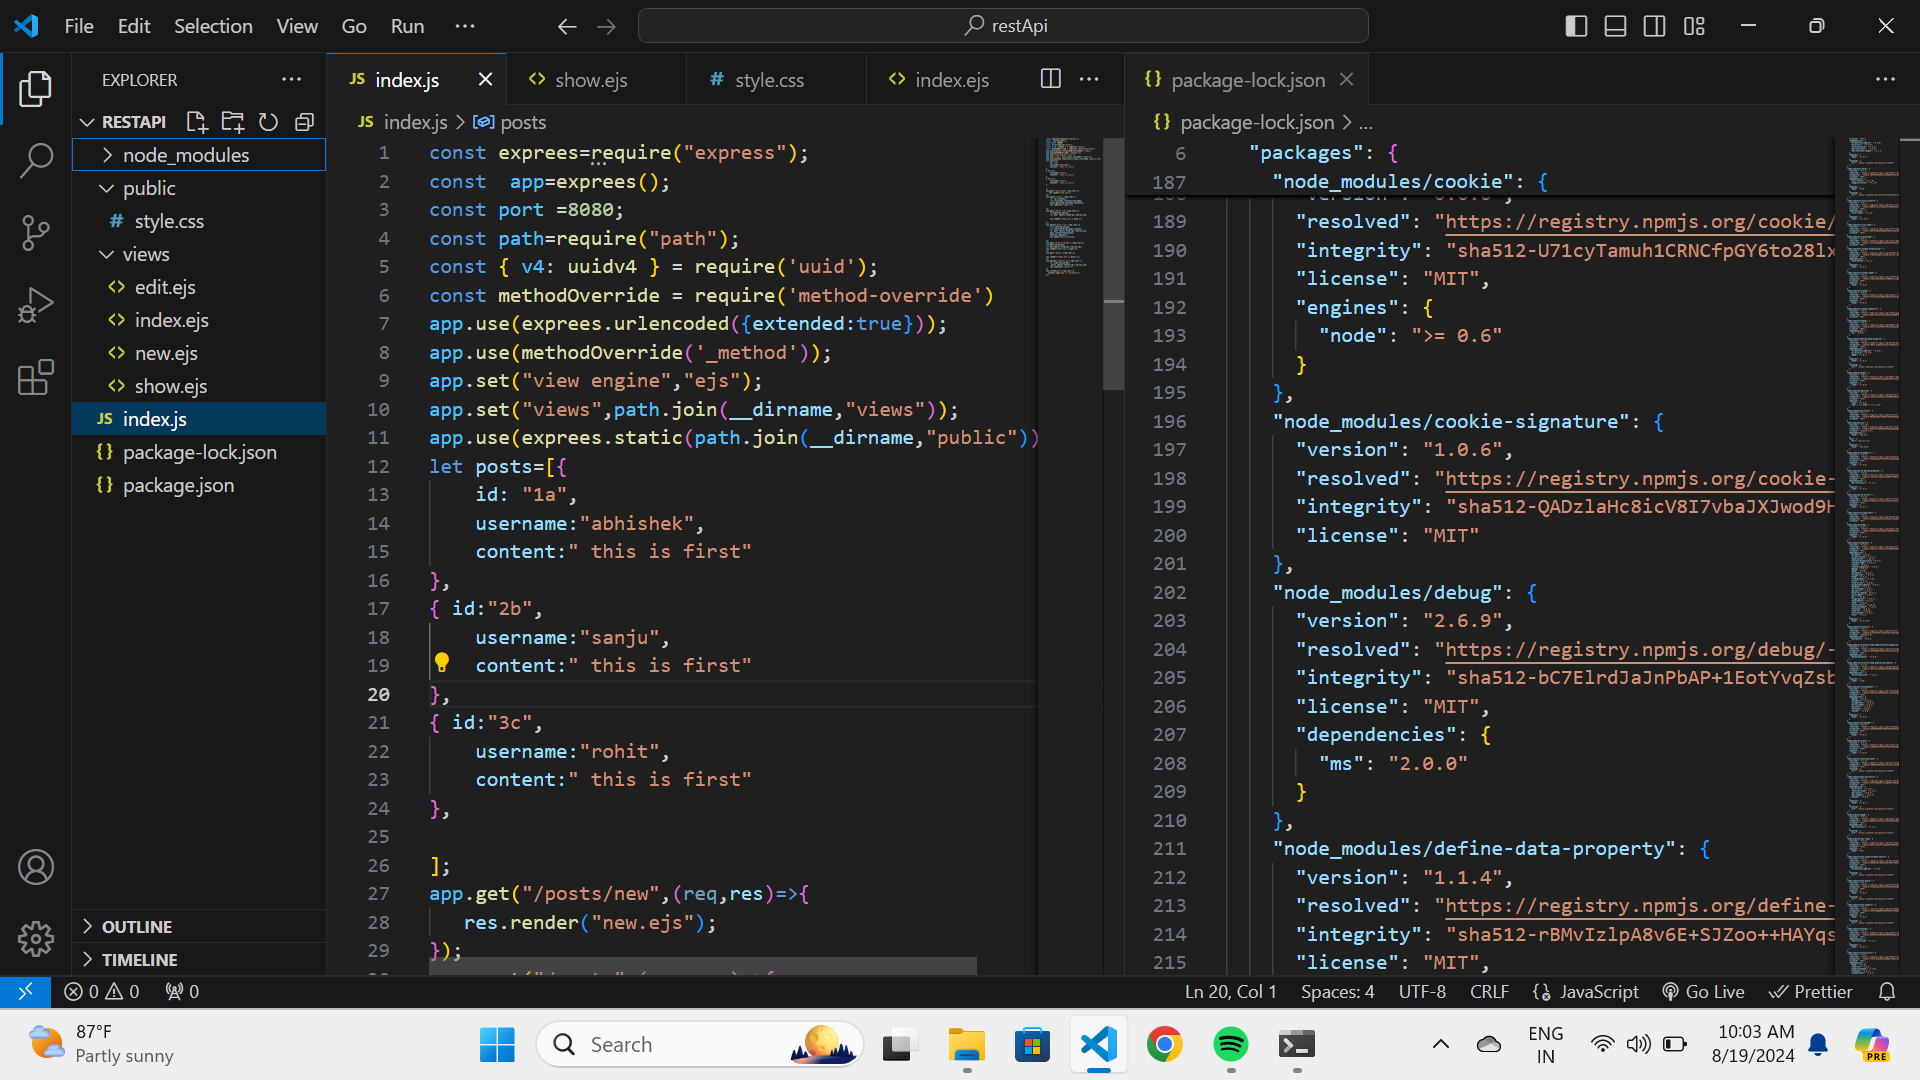 File Edit Selection View Go Run ...
restApi
EXPLORER
RESTAPI
node_modules
public
# style.css
views
<> edit.ejs
<> index.ejs
<> new.ejs
<> show.ejs
JS index.js
{} package-lock.json
{} package.json
OUTLINE
TIMELINE
JS index.js
<> show.ejs
# style.css
<> index.ejs
JS index.js > posts
1 const exprees=require("express");
2 const  app=exprees();
3 const port =8080;
4 const path=require("path");
5 const { v4: uuidv4 } = require('uuid');
6 const methodOverride = require('method-override')
7 app.use(exprees.urlencoded({extended:true}));
8 app.use(methodOverride('_method'));
9 app.set("view engine","ejs");
10 app.set("views",path.join(__dirname,"views"));
11 app.use(exprees.static(path.join(__dirname,"public"))
12 let posts=[{
13     id: "1a",
14     username:"abhishek",
15     content:" this is first"
16 },
17 { id:"2b",
18     username:"sanju",
19     content:" this is first"
20 },
21 { id:"3c",
22     username:"rohit",
23     content:" this is first"
24 },
25
26 ];
27 app.get("/posts/new",(req,res)=>{
28    res.render("new.ejs");
29 });
{} package-lock.json
{} package-lock.json > ...
6 "packages": {
187 "node_modules/cookie": {
189 "resolved": "https://registry.npmjs.org/cookie/
190 "integrity": "sha512-U71cyTamuh1CRNCfpGY6to28lx
191 "license": "MIT",
192 "engines": {
193 "node": ">= 0.6"
194 }
195 },
196 "node_modules/cookie-signature": {
197 "version": "1.0.6",
198 "resolved": "https://registry.npmjs.org/cookie-
199 "integrity": "sha512-QADzlaHc8icV8I7vbaJXJwod9H
200 "license": "MIT"
201 },
202 "node_modules/debug": {
203 "version": "2.6.9",
204 "resolved": "https://registry.npmjs.org/debug/-
205 "integrity": "sha512-bC7ElrdJaJnPbAP+1EotYvqZsb
206 "license": "MIT",
207 "dependencies": {
208 "ms": "2.0.0"
209 }
210 },
211 "node_modules/define-data-property": {
212 "version": "1.1.4",
213 "resolved": "https://registry.npmjs.org/define-
214 "integrity": "sha512-rBMvIzlpA8v6E+SJZoo++HAYqs
215 "license": "MIT",
0 0 0
Ln 20, Col 1 Spaces: 4 UTF-8 CRLF {} JavaScript Go Live Prettier
87°F
Partly sunny
Search
PRE
ENG
IN
10:03 AM
8/19/2024